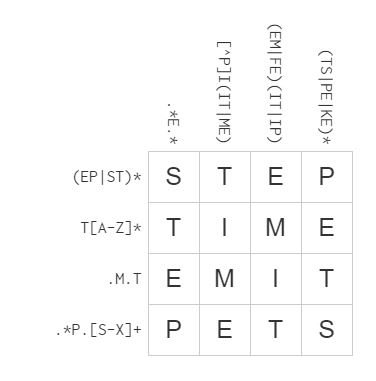 .*E.*
[^P]I(IT|ME)
(EM|FE)(IT|IP)
(TS|PE|KE)*
(EP|ST)* S T E P
T[A-Z]* T I M E
.M.T E M I T
.*P.[S-X]+ P E T S